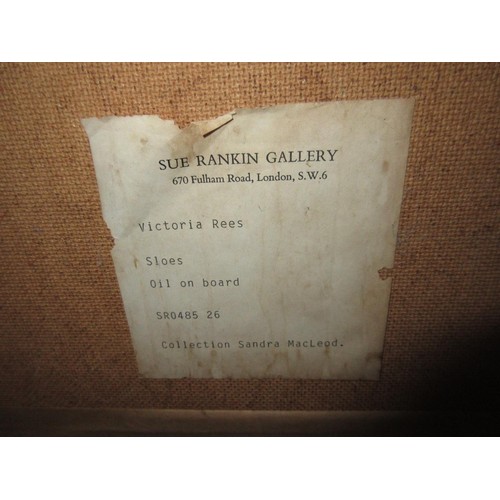 SUE RANKIN GALLERY
670 Fulham Road, London, S.W.6
Victoria Rees
Sloes
Oil on board
SR0485 26
Collection Sandra MacLeod.